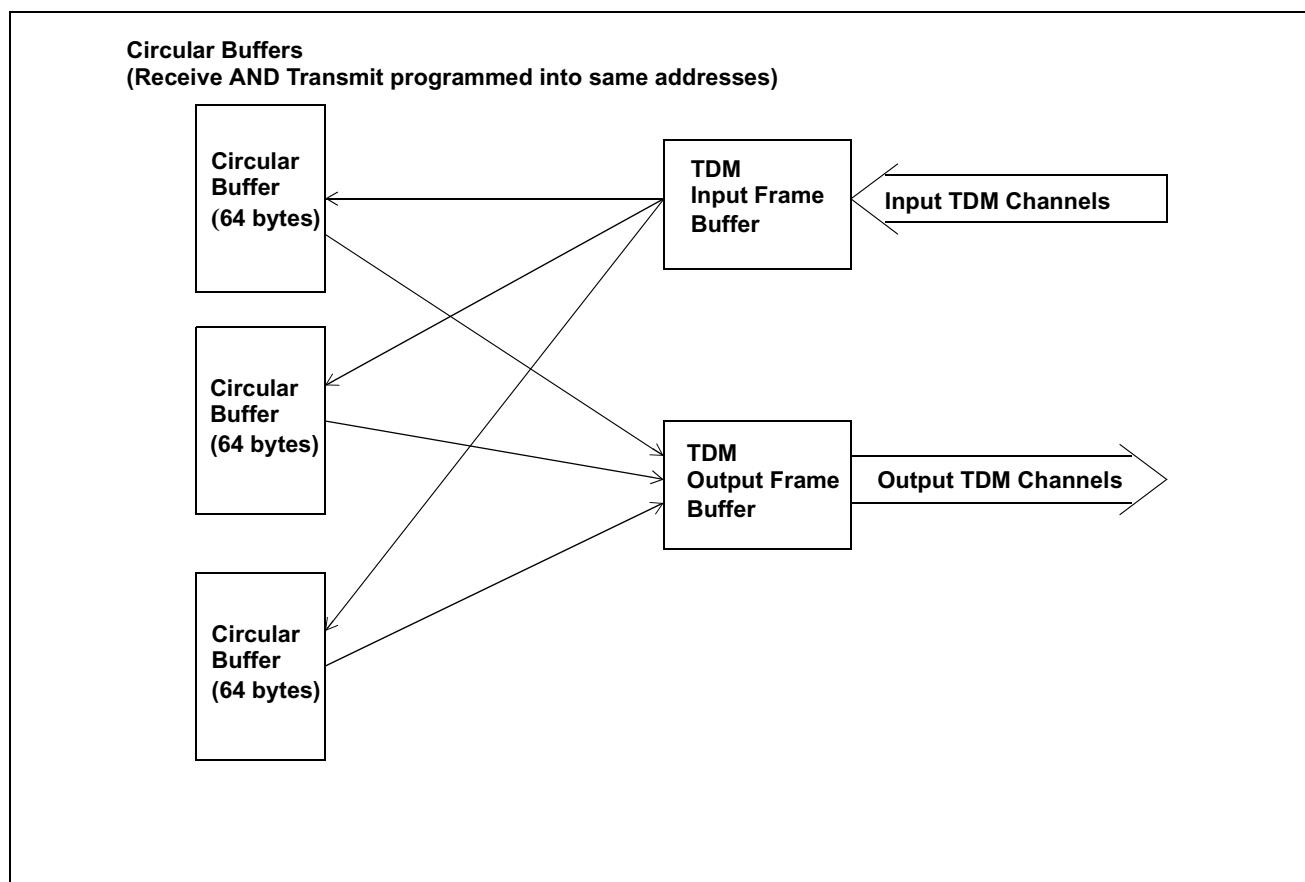 Circular Buffers
(Receive AND Transmit programmed into same addresses)
Circular
Buffer
(64 bytes)
TDM
Input Frame
Buffer
Input TDM Channels
Circular
Buffer
(64 bytes)
TDM
Output Frame
Buffer
Output TDM Channels
Circular
Buffer
(64 bytes)